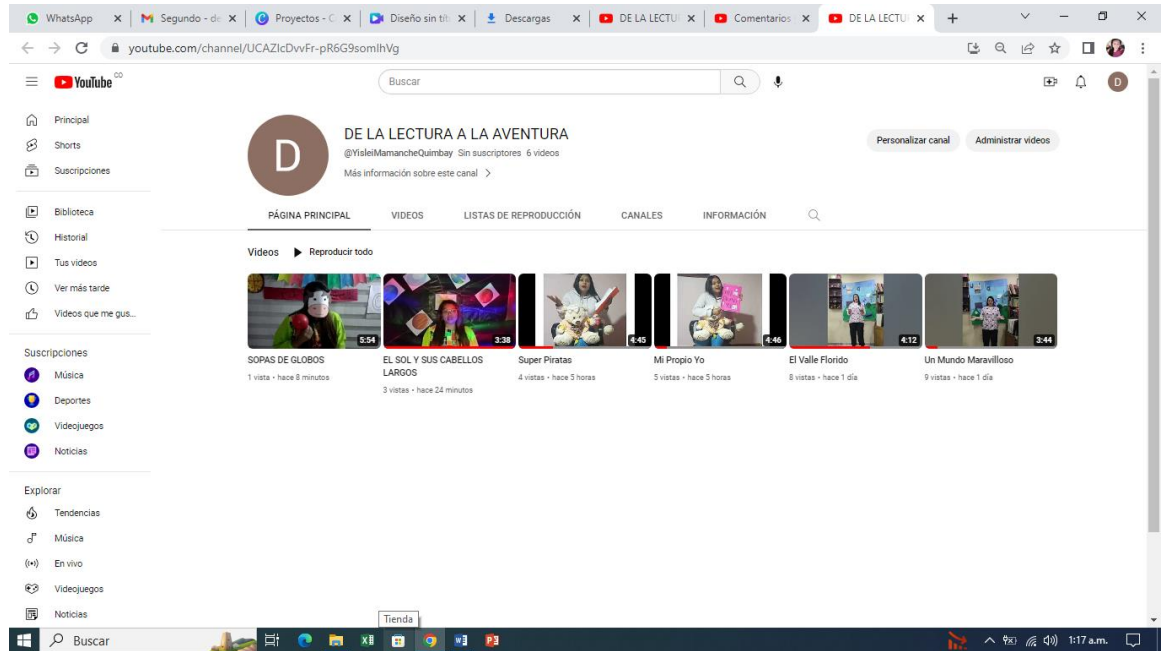 WhatsApp
Segundo - de
Proyectos - C
Diseño sin tít
Descargas
DE LA LECTU
Comentarios
DE LA LECTU
youtube.com/channel/UCAZIcDvvFr-pR6G9somIhVg
YouTube CO
Buscar
D
Principal
Shorts
Suscripciones
Biblioteca
Historial
Tus videos
Ver más tarde
Videos que me gus...
Suscripciones
Música
Deportes
Videojuegos
Noticias
Explorar
Tendencias
Música
En vivo
Videojuegos
Noticias
D
DE LA LECTURA A LA AVENTURA
@YisleiMamancheQuimbay Sin suscriptores 6 videos
Más información sobre este canal
Personalizar canal
Administrar videos
PÁGINA PRINCIPAL VIDEOS LISTAS DE REPRODUCCIÓN CANALES INFORMACIÓN
Videos Reproducir todo
5:54
SOPAS DE GLOBOS
1 vista • hace 8 minutos
3:38
EL SOL Y SUS CABELLOS
LARGOS
3 vistas • hace 24 minutos
4:45
Super Piratas
4 vistas • hace 5 horas
4:46
Mi Propio Yo
5 vistas • hace 5 horas
4:12
El Valle Florido
8 vistas • hace 1 día
3:44
Un Mundo Maravilloso
9 vistas • hace 1 día
Tienda
Buscar
1:17 a.m.